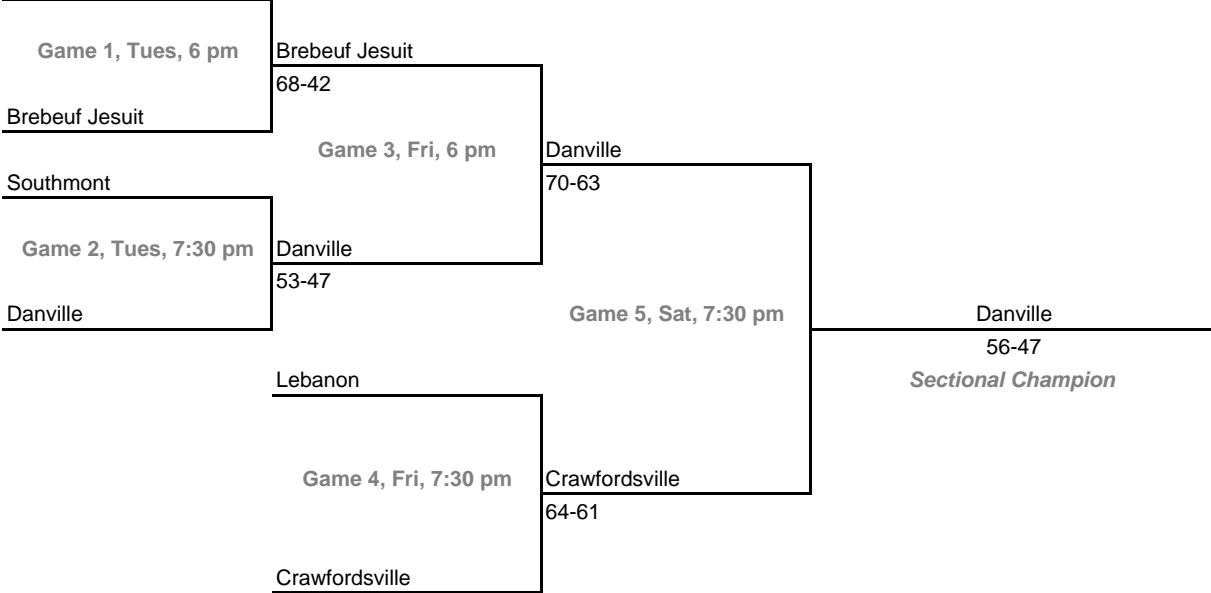 Game 1, Tues, 6 pm
Brebeuf Jesuit
68-42
Brebeuf Jesuit
Game 3, Fri, 6 pm
Danville
70-63
Southmont
Game 2, Tues, 7:30 pm
Danville
53-47
Danville
Game 5, Sat, 7:30 pm
Danville
56-47
Sectional Champion
Lebanon
Game 4, Fri, 7:30 pm
Crawfordsville
64-61
Crawfordsville